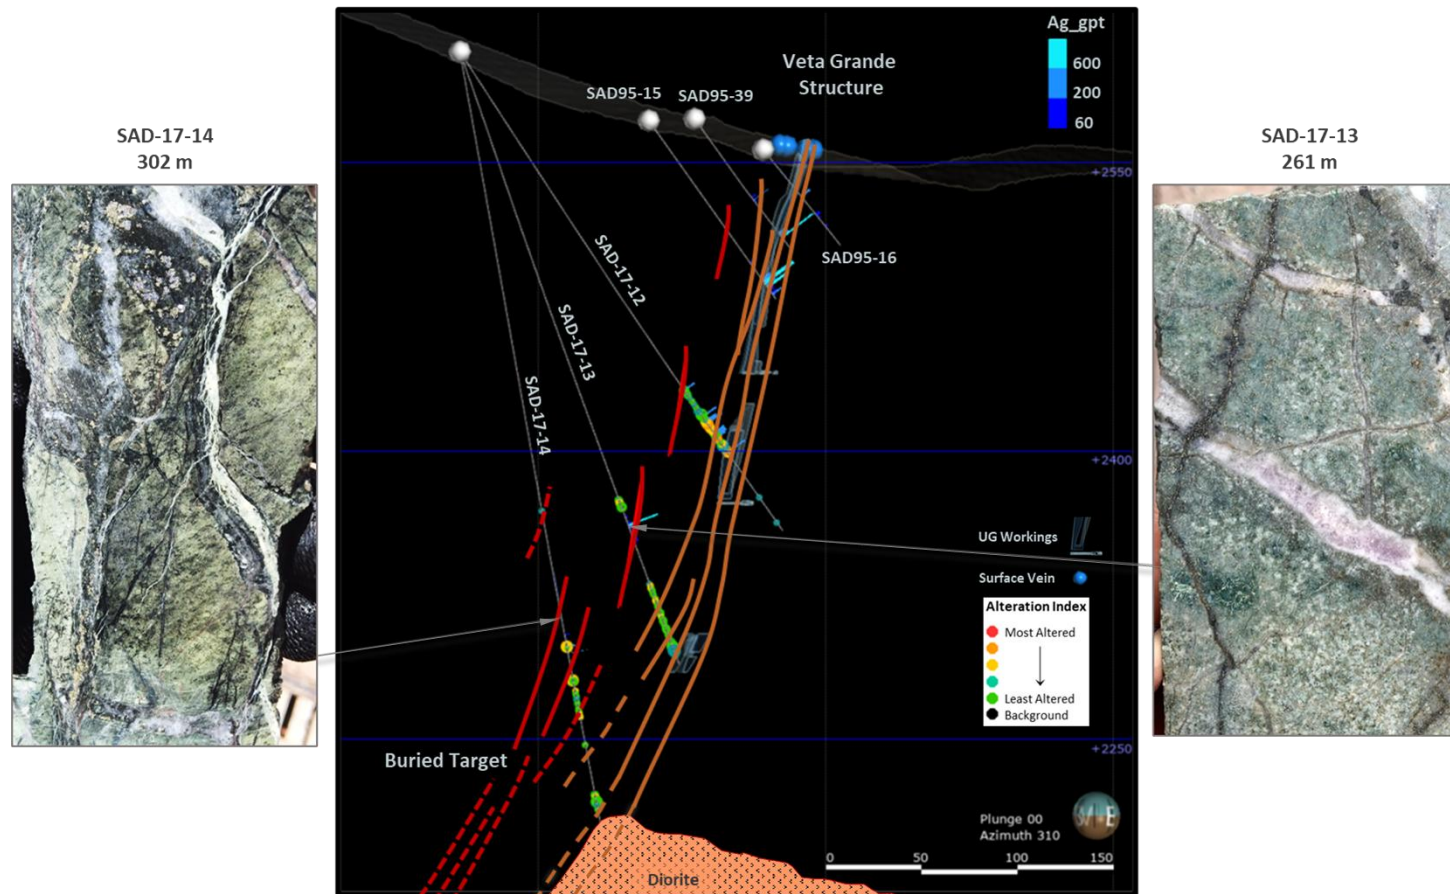 SAD-17-14
302 m
Ag_gpt
600
200
60
Veta Grande
Structure
SAD95-15
SAD95-39
SAD-17-13
261 m
+2550
SAD95-16
SAD-17-12
SAD-17-13
SAD-17-14
+2400
UG Workings
Surface Vein
Alteration Index
Most Altered
Least Altered
Background
+2250
Buried Target
Plunge 00
Azimuth 310
E
0
50
100
150
Diorite